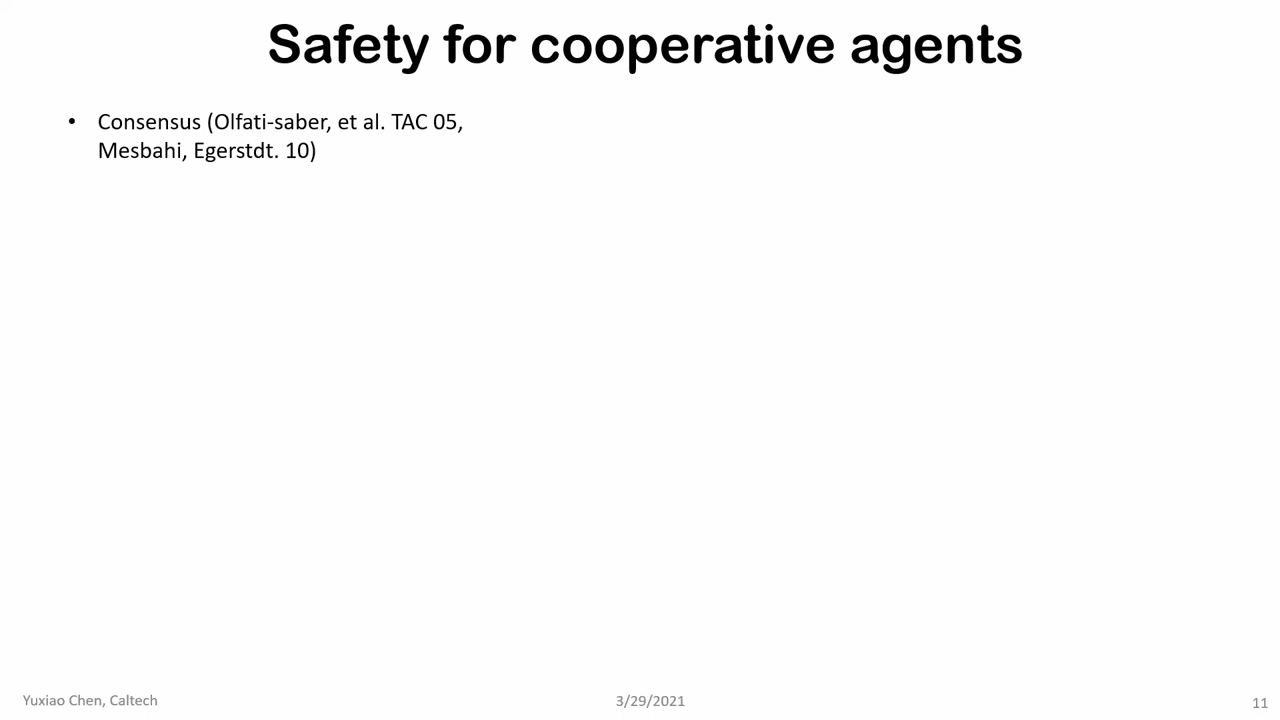 Safety for cooperative agents
• Consensus (Olfati-saber, et al. TAC 05,
Mesbahi, Egerstdt. 10)
Yuxiao Chen, Caltech
3/29/2021
11